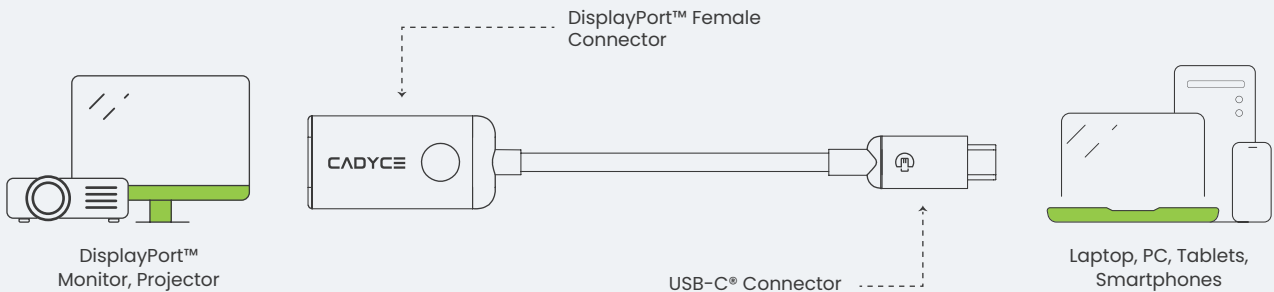 DisplayPort™ Female
Connector
CADYCE
DisplayPort™
Monitor, Projector
USB-C® Connector
Laptop, PC, Tablets,
Smartphones